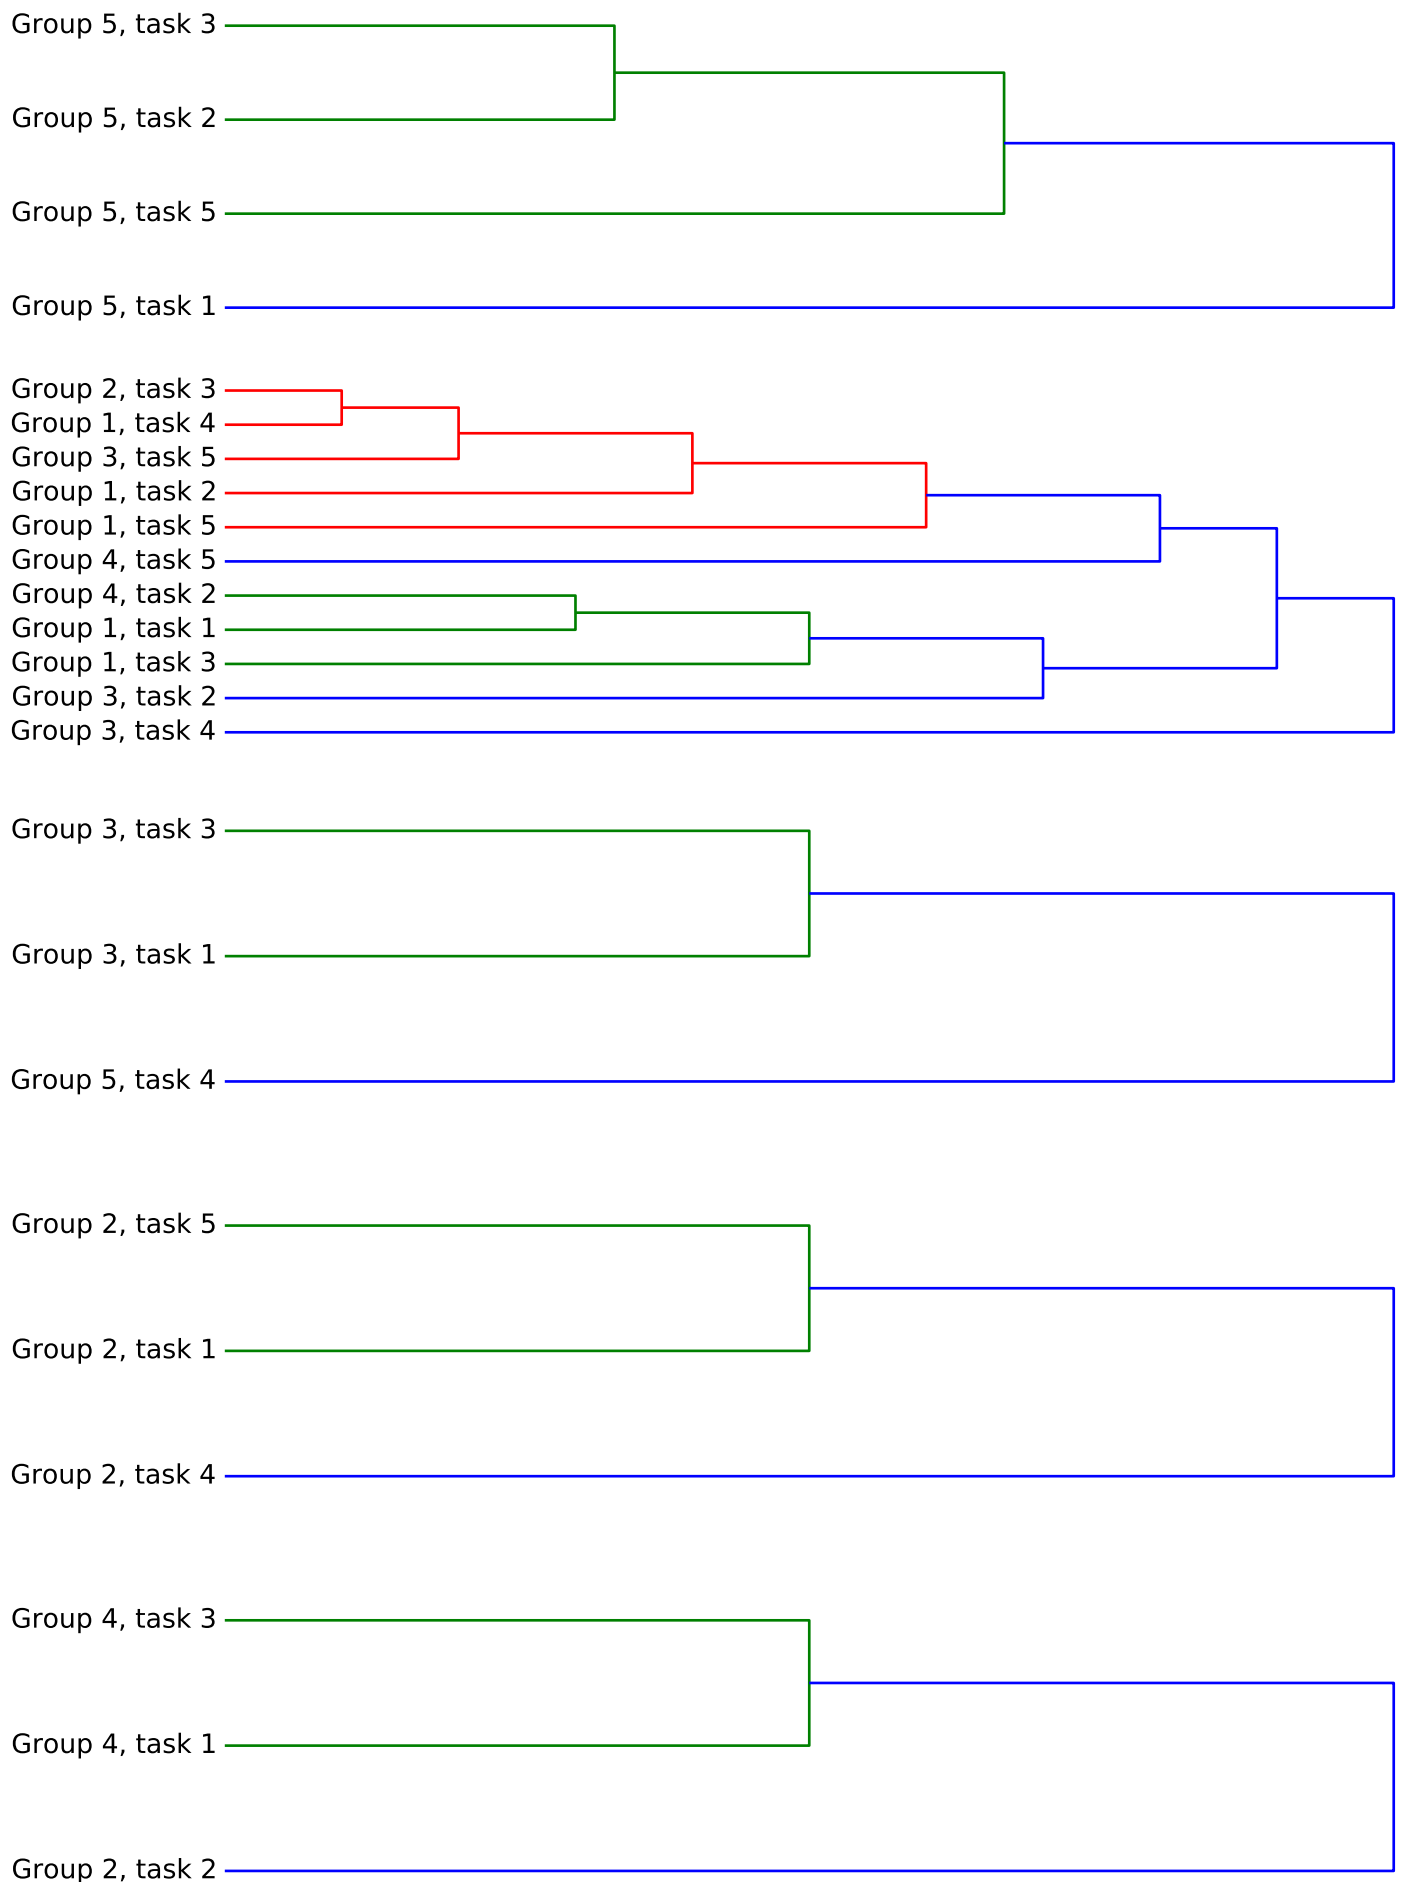 Group 5, task 3
Group 5, task 2
Group 5, task 5
Group 5, task 1
Group 2, task 3
Group 1, task 4
Group 3, task 5
Group 1, task 2
Group 1, task 5
Group 4, task 5
Group 4, task 2
Group 1, task 1
Group 1, task 3
Group 3, task 2
Group 3, task 4
Group 3, task 3
Group 3, task 1
Group 5, task 4
Group 2, task 5
Group 2, task 1
Group 2, task 4
Group 4, task 3
Group 4, task 1
Group 2, task 2